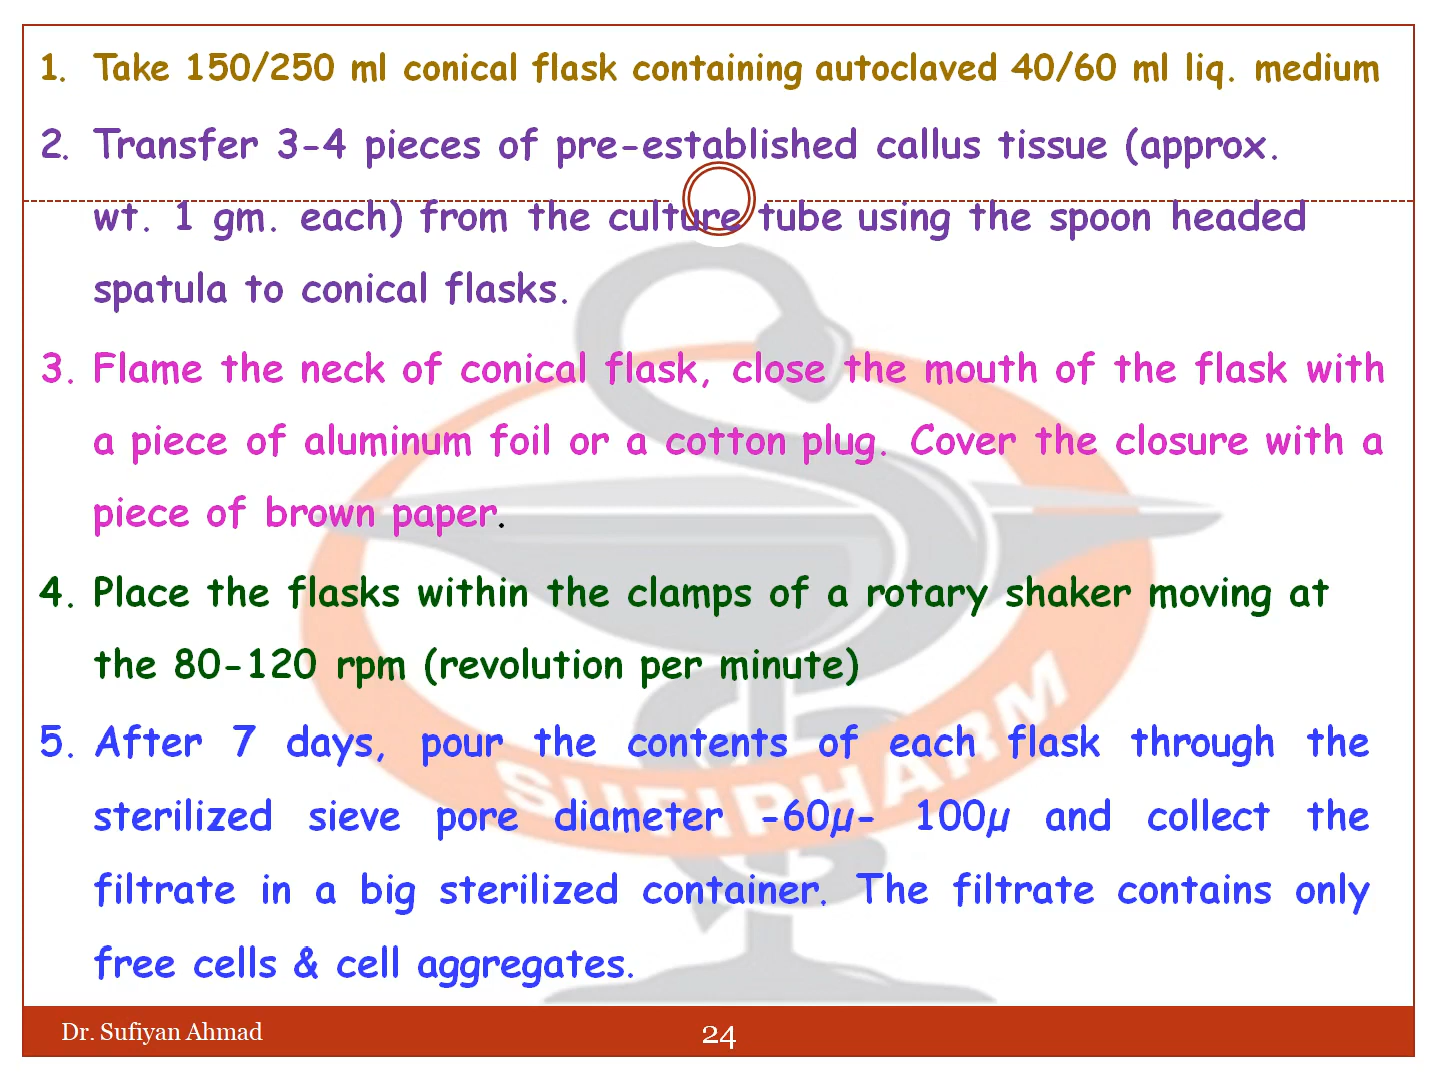 1. Take 150/250 ml conical flask containing autoclaved 40/60 ml liq. medium
2. Transfer 3-4 pieces of pre-established callus tissue (approx.
wt. 1 gm. each) from the culture tube using the spoon headed
spatula to conical flasks.
3. Flame the neck of conical flask, close the mouth of the flask with
a piece of aluminum foil or a cotton plug. Cover the closure with a
piece of brown paper.
4. Place the flasks within the clamps of a rotary shaker moving at
the 80-120 rpm (revolution per minute)
5. After 7 days, pour the contents of each flask through the
sterilized sieve pore diameter -60µ- 100µ and collect the
filtrate in a big sterilized container. The filtrate contains only
free cells & cell aggregates.
SUFIPHARM
Dr. Sufiyan Ahmad
24